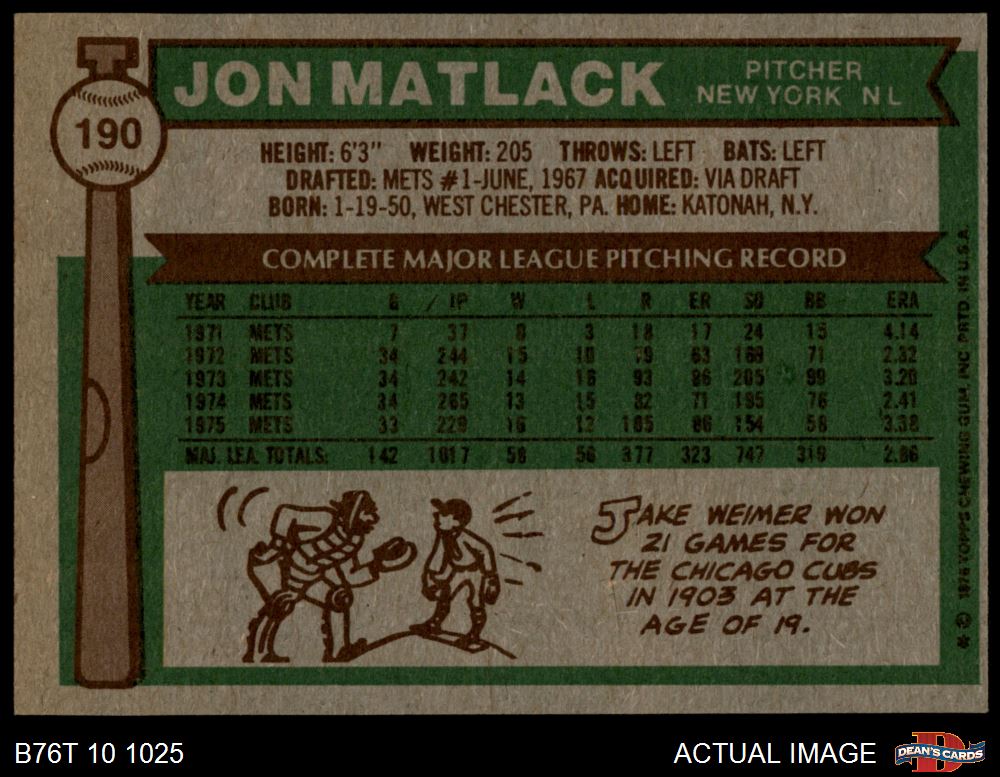 190
JON MATLACK
PITCHER
NEW YORK N L
HEIGHT: 6'3" WEIGHT: 205 THROWS: LEFT BATS: LEFT
DRAFTED: METS #1-JUNE, 1967 ACQUIRED: VIA DRAFT
BORN: 1-19-50, WEST CHESTER, PA. HOME: KATONAH, N.Y.
COMPLETE MAJOR LEAGUE PITCHING RECORD
YEAR CLUB G IP W L R ER SO BB ERA
1971 METS 7 37 0 3 18 17 24 15 4.14
1972 METS 34 244 15 10 79 63 169 71 2.32
1973 METS 34 242 14 16 93 86 205 99 3.20
1974 METS 34 265 13 15 82 71 195 76 2.41
1975 METS 33 229 16 12 105 86 154 58 3.38
MAJ. LEA. TOTALS: 142 1017 58 56 377 323 747 319 2.86
JAKE WEIMER WON
21 GAMES FOR
THE CHICAGO CUBS
IN 1903 AT THE
AGE OF 19.
* © 1976 TOPPS CHEWING GUM, INC PRTD IN U.S.A.
B76T 10 1025
ACTUAL IMAGE
D
DEAN'S CARDS